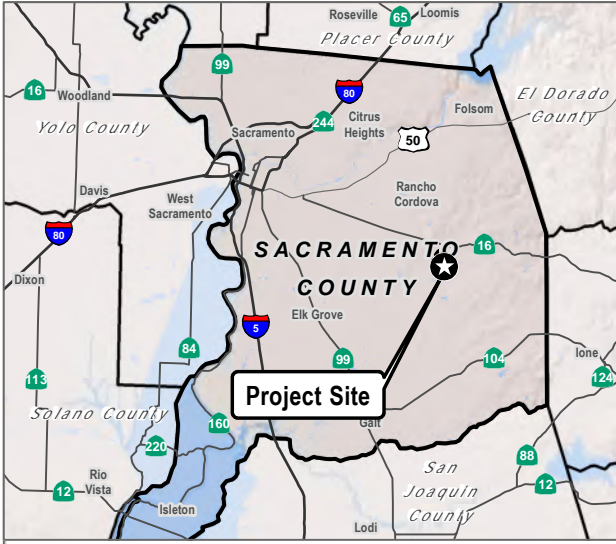 Roseville
65
Loomis
Placer County
99
16
Woodland
80
El Dorado
County
Folsom
Yolo County
Sacramento
244
Citrus
Heights
50
Davis
West
Sacramento
Rancho
Cordova
80
SACRAMENTO
COUNTY
16
Dixon
Elk Grove
5
84
99
104
Ione
113
124
Project Site
Solano County
160
Galt
220
88
San
Joaquin
County
Rio
Vista
12
12
Isleton
Lodi